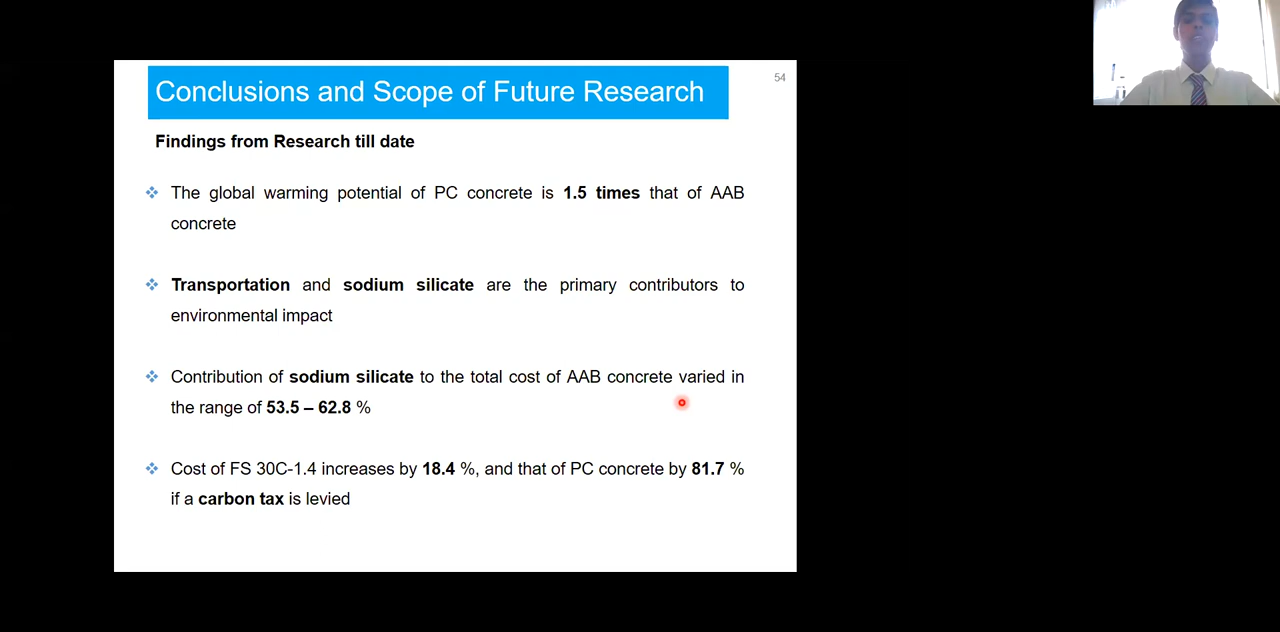 Conclusions and Scope of Future Research
54
Findings from Research till date
The global warming potential of PC concrete is 1.5 times that of AAB
concrete
Transportation and sodium silicate are the primary contributors to
environmental impact
Contribution of sodium silicate to the total cost of AAB concrete varied in
the range of 53.5 – 62.8 %
Cost of FS 30C-1.4 increases by 18.4 %, and that of PC concrete by 81.7 %
if a carbon tax is levied